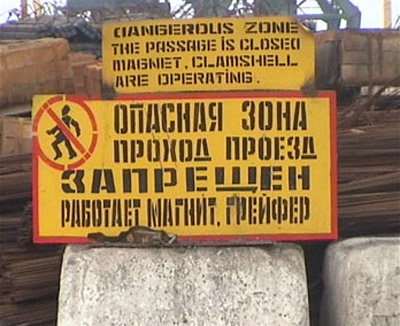 DANGEROUS ZONE
THE PASSAGE IS CLOSED
MAGNET, CLAMSHELL
ARE OPERATING.
ОПАСНАЯ ЗОНА
ПРОХОД ПРОЕЗД
ЗАПРЕЩЕН
РАБОТАЕТ МАГНИТ, ГРЕЙФЕР